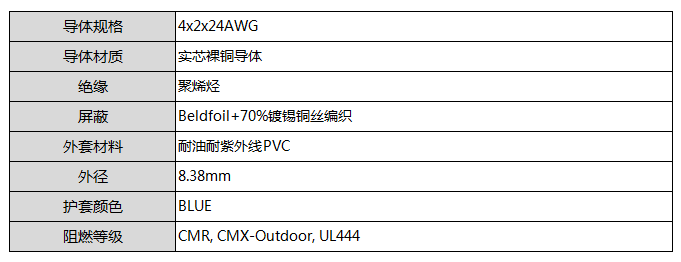 导体规格 4x2x24AWG
导体材质 实芯裸铜导体
绝缘 聚烯烃
屏蔽 Beldfoil+70%镀锡铜丝编织
外套材料 耐油耐紫外线PVC
外径 8.38mm
护套颜色 BLUE
阻燃等级 CMR, CMX-Outdoor, UL444